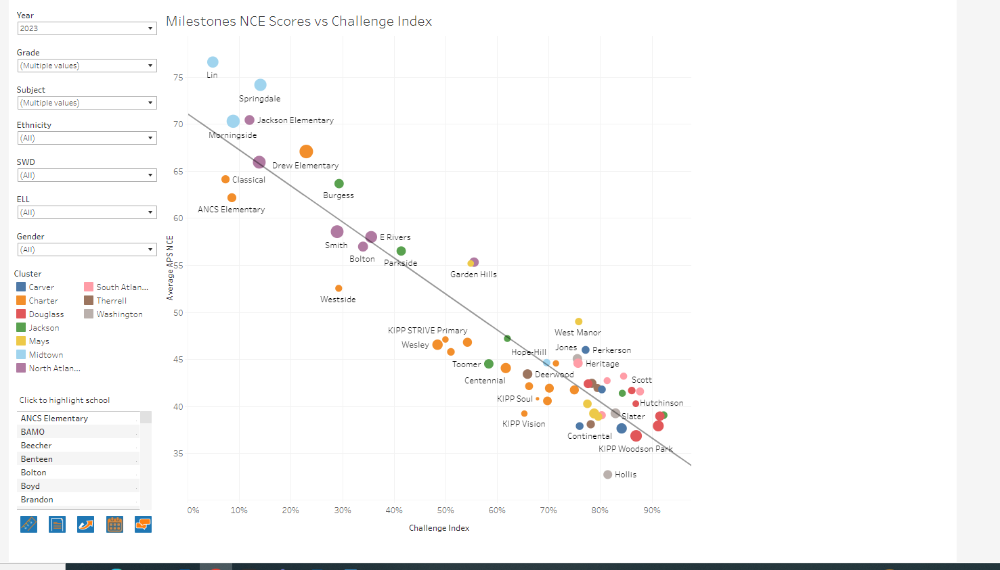 Year
2023
Grade
(Multiple values)
Subject
(Multiple values)
Ethnicity
(All)
SWD
(All)
ELL
(All)
Gender
(All)
Cluster
Carver
South Atlan...
Charter
Therrell
Douglass
Washington
Jackson
Mays
Midtown
North Atlan...
Click to highlight school
ANCS Elementary
BAMO
Beecher
Benteen
Bolton
Boyd
Brandon
Milestones NCE Scores vs Challenge Index
Average APS NCE
75
70
65
60
55
50
45
40
35
Lin
Springdale
Jackson Elementary
Morningside
Drew Elementary
Classical
Burgess
ANCS Elementary
E Rivers
Smith
Bolton
Parkside
Garden Hills
Westside
KIPP STRIVE Primary
West Manor
Wesley
Jones
Perkerson
Hope-Hill
Toomer
Heritage
Deerwood
Centennial
Scott
KIPP Soul
Hutchinson
Slater
KIPP Vision
Continental
KIPP Woodson Park
Hollis
0%
10%
20%
30%
40%
50%
60%
70%
80%
90%
Challenge Index